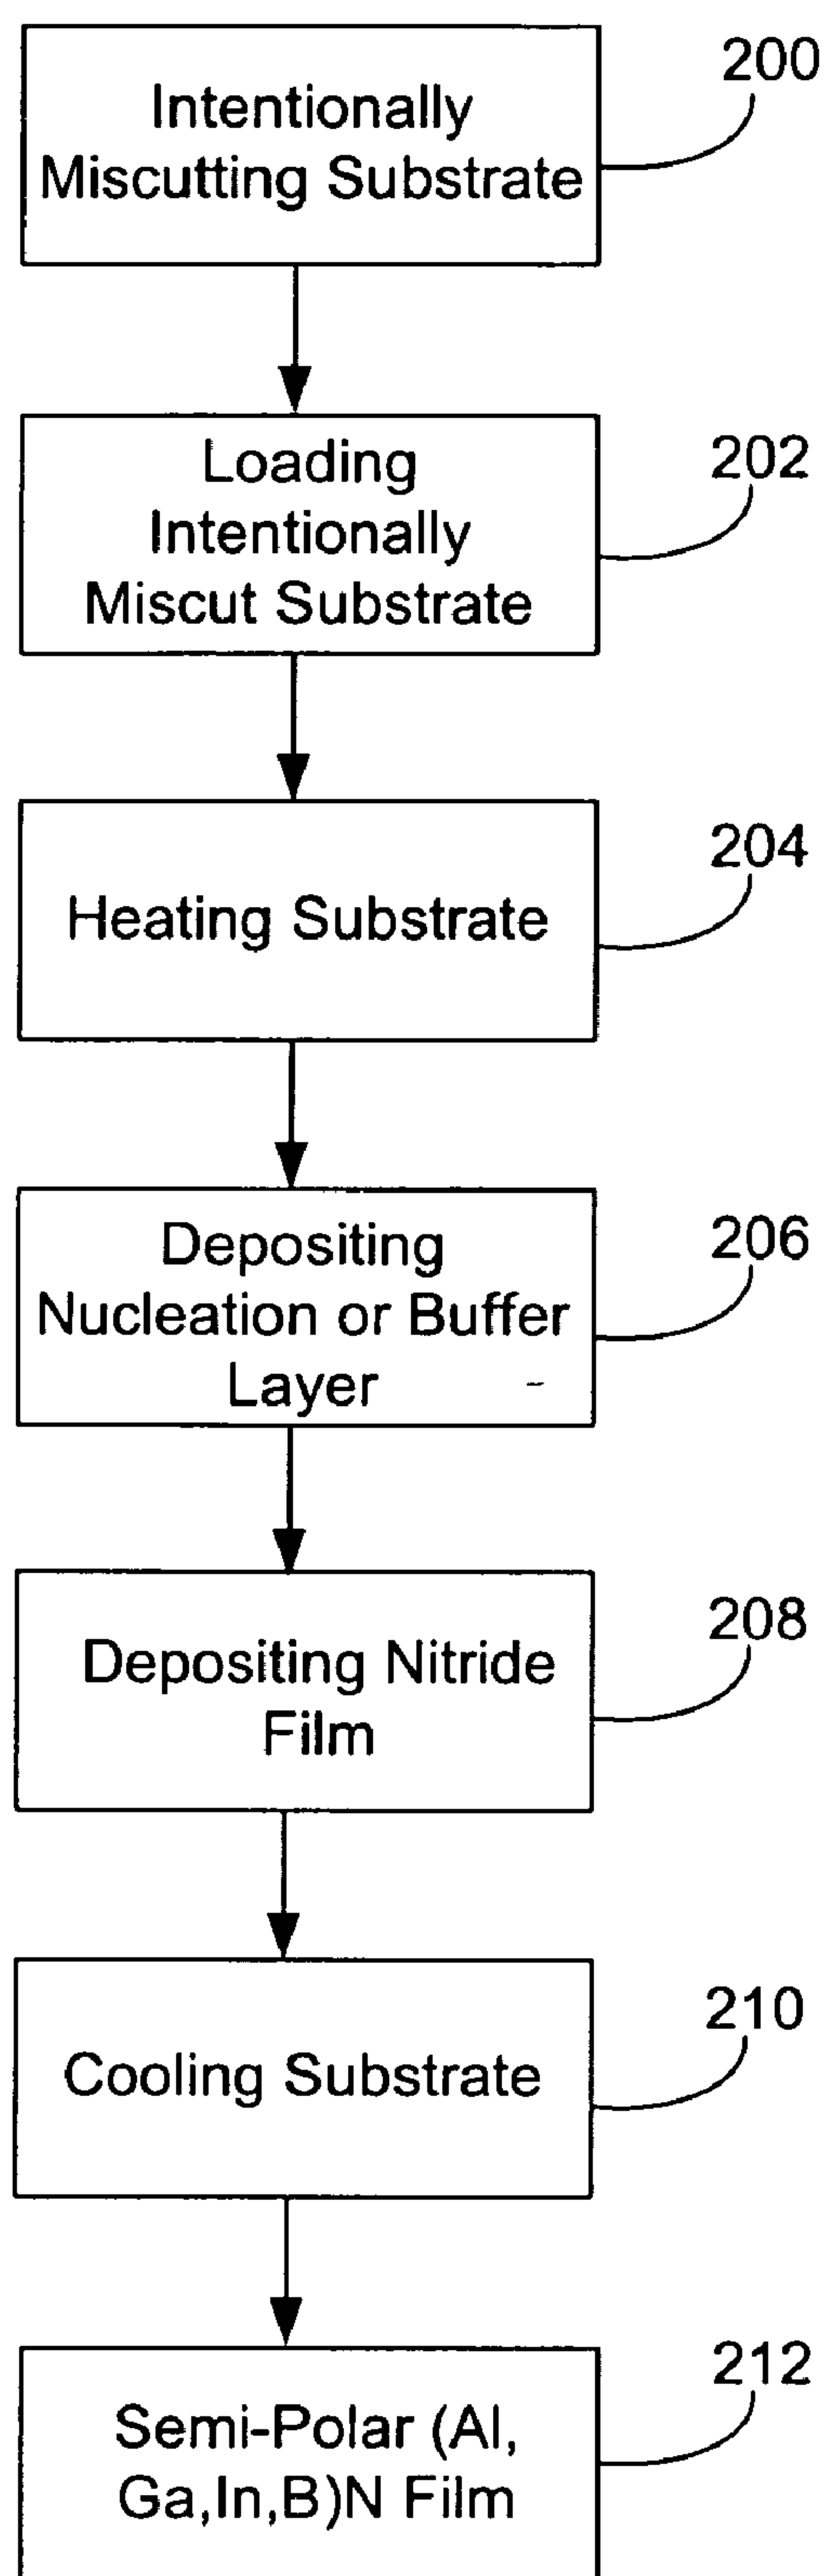 200
Intentionally
Miscutting Substrate
202
Loading
Intentionally
Miscut Substrate
204
Heating Substrate
206
Depositing
Nucleation or Buffer
Layer
208
Depositing Nitride
Film
210
Cooling Substrate
212
Semi-Polar (Al,
Ga,In,B)N Film